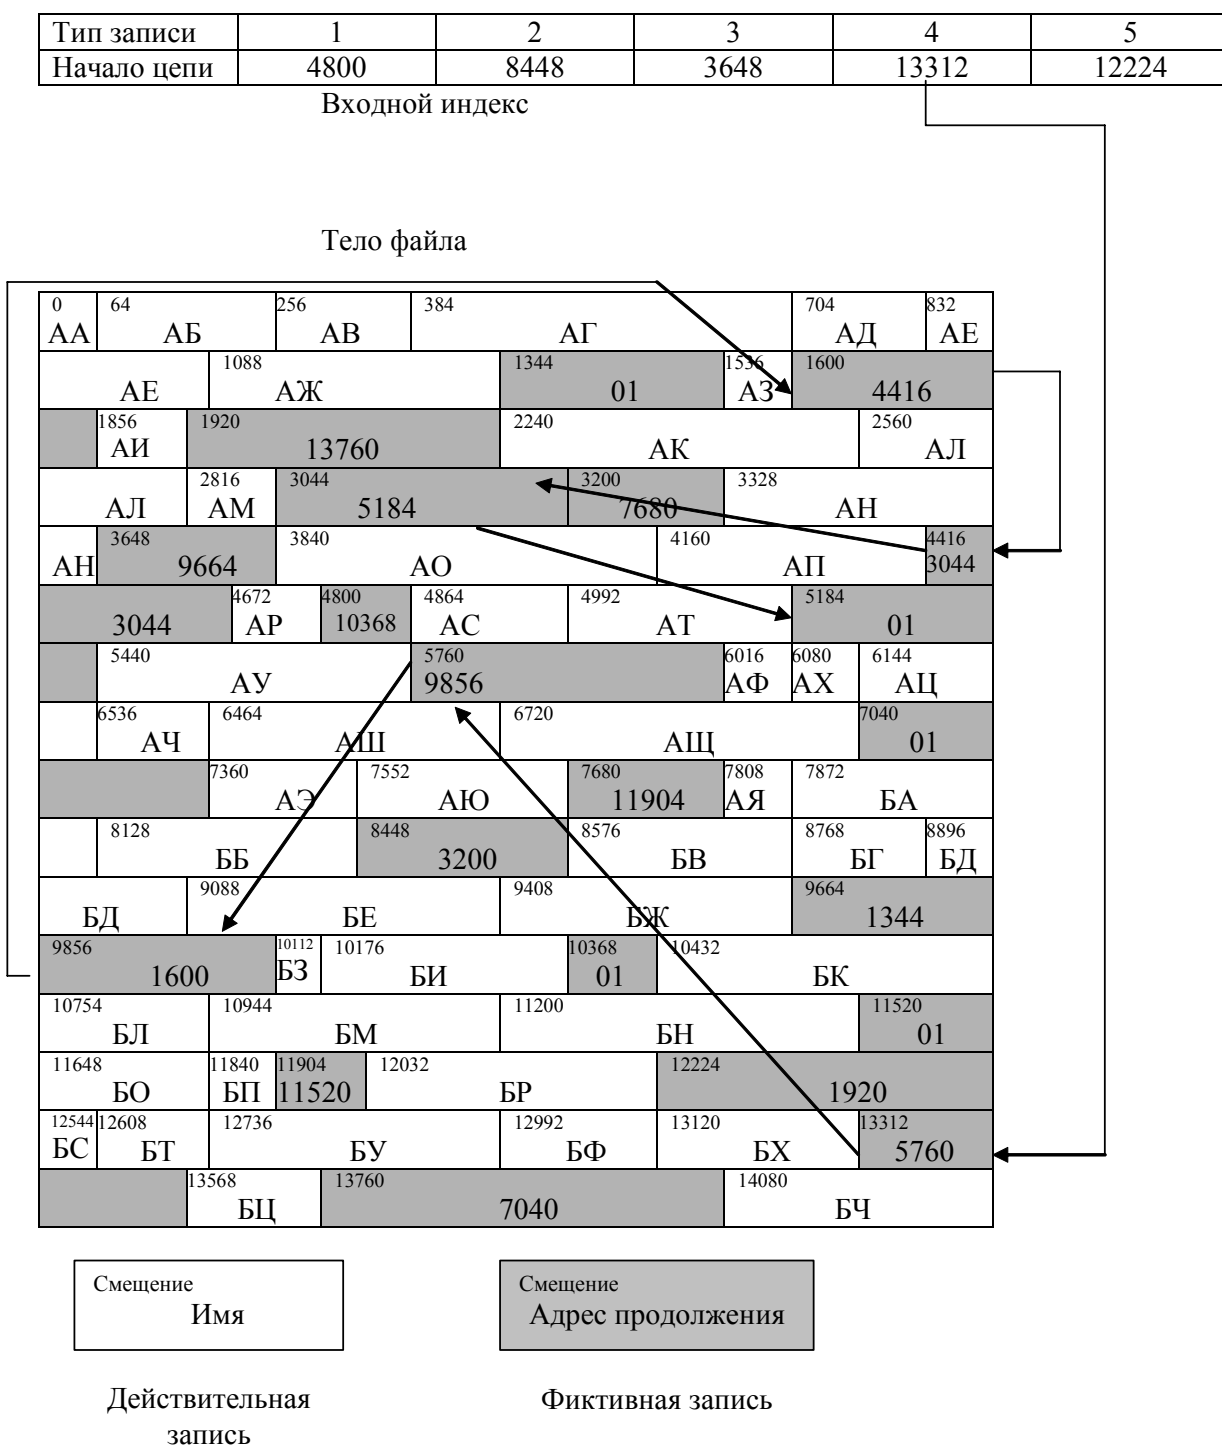 Тип записи 1 2 3 4 5
Начало цепи 4800 8448 3648 13312 12224
Входной индекс
Тело файла
0 64 256 384 704 832
АА АБ АВ АГ АД АЕ
1088 1344 1536 1600
АЕ АЖ 01 АЗ 4416
1856 1920 2240 2560
АИ 13760 АК АЛ
2816 3044 3200 3328
АЛ АМ 5184 7680 АН
3648 3840 4160 4416
АН 9664 АО АП 3044
4672 4800 4864 4992 5184
3044 АР 10368 АС АТ 01
5440 5760 6016 6080 6144
АУ 9856 АФ АХ АЦ
6536 6464 6720 7040
АЧ АШ АЩ 01
7360 7552 7680 7808 7872
АЭ АЮ 11904 АЯ БА
8128 8448 8576 8768 8896
ББ 3200 БВ БГ БД
9088 9408 9664
БД БЕ БЖ 1344
9856 10112 10176 10368 10432
1600 БЗ БИ 01 БК
10754 10944 11200 11520
БЛ БМ БН 01
11648 11840 11904 12032 12224
БО БП 11520 БР 1920
12544 12608 12736 12992 13120 13312
БС БТ БУ БФ БХ 5760
13568 13760 14080
БЦ 7040 БЧ
Смещение Смещение
Имя Адрес продолжения
Действительная Фиктивная запись
запись